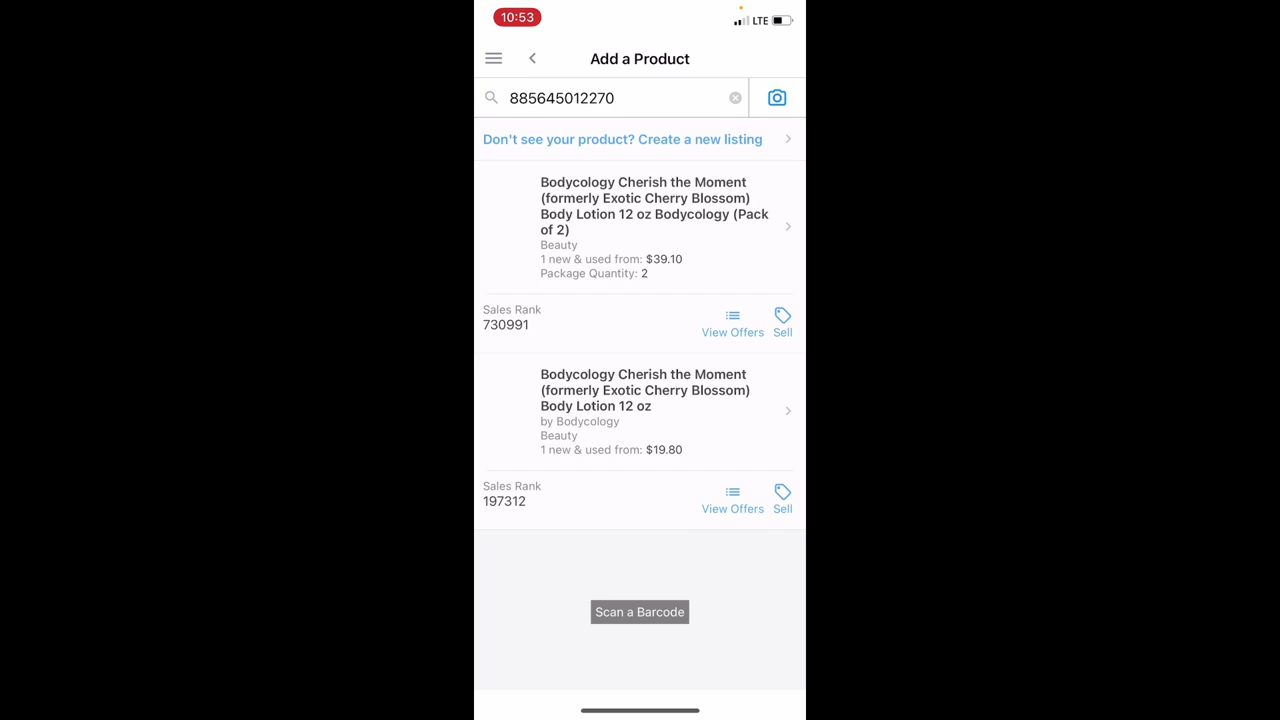 10:53
LTE
Add a Product
885645012270
Don't see your product? Create a new listing
Bodycology Cherish the Moment
(formerly Exotic Cherry Blossom)
Body Lotion 12 oz Bodycology (Pack
of 2)
Beauty
1 new & used from: $39.10
Package Quantity: 2
Sales Rank
730991
View Offers
Sell
Bodycology Cherish the Moment
(formerly Exotic Cherry Blossom)
Body Lotion 12 oz
by Bodycology
Beauty
1 new & used from: $19.80
Sales Rank
197312
View Offers
Sell
Scan a Barcode